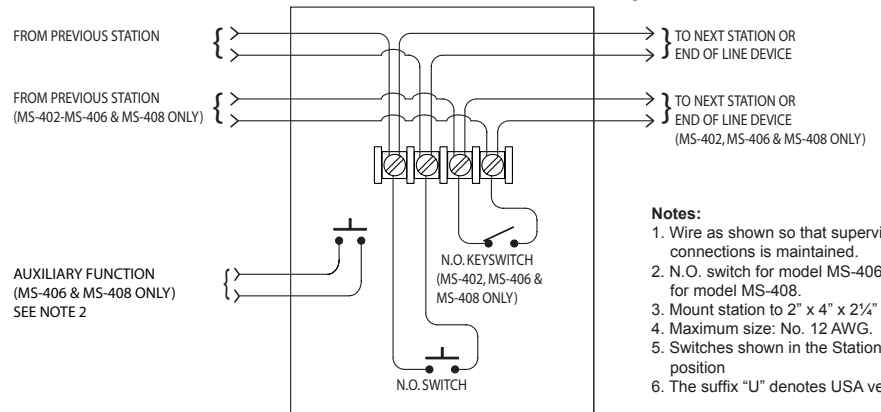 FROM PREVIOUS STATION
TO NEXT STATION OR
END OF LINE DEVICE
FROM PREVIOUS STATION
(MS-402-MS-406 & MS-408 ONLY)
TO NEXT STATION OR
END OF LINE DEVICE
(MS-402, MS-406 & MS-408 ONLY)
N.O. KEYSWITCH
(MS-402, MS-406 &
MS-408 ONLY)
AUXILIARY FUNCTION
(MS-406 & MS-408 ONLY)
SEE NOTE 2
N.O. SWITCH
Notes:
1. Wire as shown so that
connections is maintained.
2. N.O. switch for model MS-406
for model MS-408.
3. Mount station to 2” x 4” x 2¼”
4. Maximum size: No. 12 AWG.
5. Switches shown in the Station
position
6. The suffix “U” denotes USA